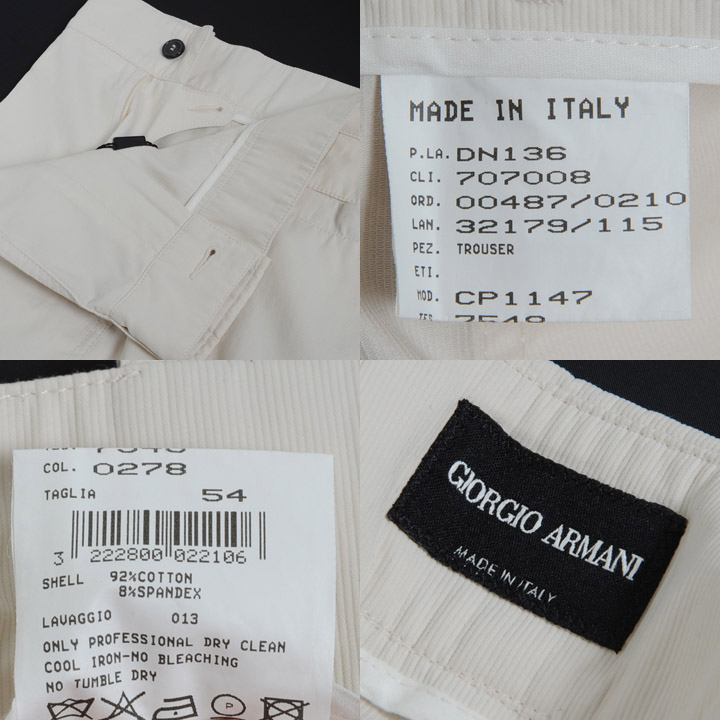 MADE IN ITALY
P.LA. DN136
CLI. 707008
ORD. 00487/0210
LAN. 32179/115
PEZ. TROUSER
ETI.
MOD. CP1147
TES. 7549
COL. 0278
TAGLIA 54
3 222800 022106
SHELL 92%COTTON
8%SPANDEX
LAVAGGIO 013
ONLY PROFESSIONAL DRY CLEAN
COOL IRON-NO BLEACHING
NO TUMBLE DRY
P
GIORGIO ARMANI
MADE IN ITALY